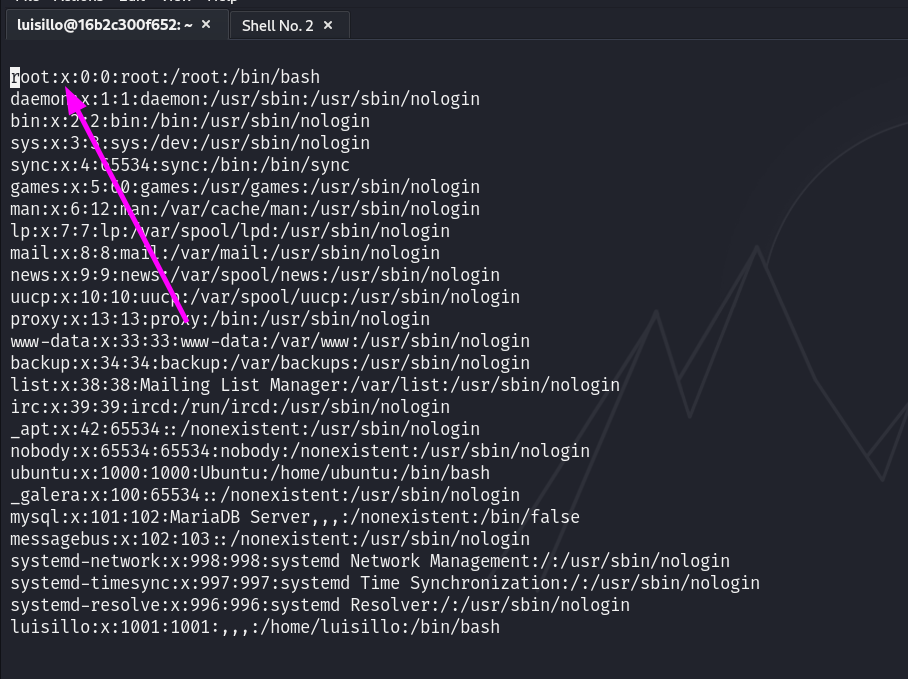 luisillo@16b2c300f652: ~ × Shell No. 2 ×
root:x:0:0:root:/root:/bin/bash
daemon:x:1:1:daemon:/usr/sbin:/usr/sbin/nologin
bin:x:2:2:bin:/bin:/usr/sbin/nologin
sys:x:3:3:sys:/dev:/usr/sbin/nologin
sync:x:4:65534:sync:/bin:/bin/sync
games:x:5:60:games:/usr/games:/usr/sbin/nologin
man:x:6:12:man:/var/cache/man:/usr/sbin/nologin
lp:x:7:7:lp:/var/spool/lpd:/usr/sbin/nologin
mail:x:8:8:mail:/var/mail:/usr/sbin/nologin
news:x:9:9:news:/var/spool/news:/usr/sbin/nologin
uucp:x:10:10:uucp:/var/spool/uucp:/usr/sbin/nologin
proxy:x:13:13:proxy:/bin:/usr/sbin/nologin
www-data:x:33:33:www-data:/var/www:/usr/sbin/nologin
backup:x:34:34:backup:/var/backups:/usr/sbin/nologin
list:x:38:38:Mailing List Manager:/var/list:/usr/sbin/nologin
irc:x:39:39:ircd:/run/ircd:/usr/sbin/nologin
_apt:x:42:65534::/nonexistent:/usr/sbin/nologin
nobody:x:65534:65534:nobody:/nonexistent:/usr/sbin/nologin
ubuntu:x:1000:1000:Ubuntu:/home/ubuntu:/bin/bash
_galera:x:100:65534::/nonexistent:/usr/sbin/nologin
mysql:x:101:102:MariaDB Server,,,:/nonexistent:/bin/false
messagebus:x:102:103::/nonexistent:/usr/sbin/nologin
systemd-network:x:998:998:systemd Network Management:/:/usr/sbin/nologin
systemd-timesync:x:997:997:systemd Time Synchronization:/:/usr/sbin/nologin
systemd-resolve:x:996:996:systemd Resolver:/:/usr/sbin/nologin
luisillo:x:1001:1001:,,,:/home/luisillo:/bin/bash